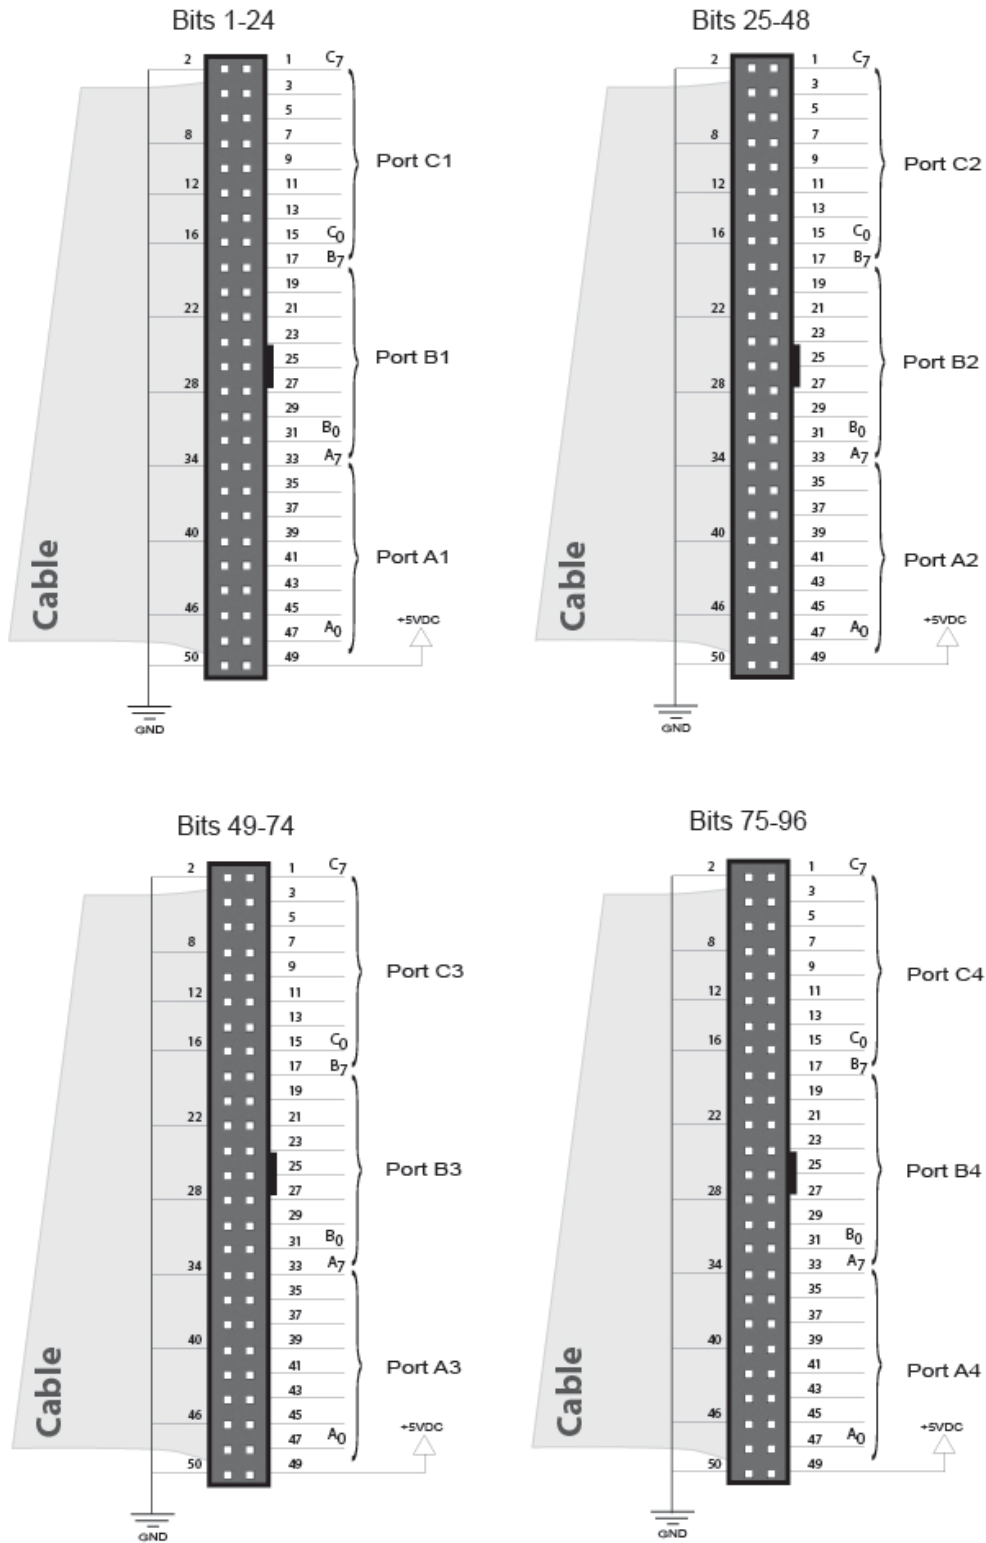 Bits 1-24
2 1 C7
3
5
8 7
9
12 11
13
16 15 C0
17 B7
19
22 21
23
25
28 27
29
31 B0
34 33 A7
35
37
40 39
41
43
46 45
47 A0
50 49
Port C1
Port B1
Port A1
+5VDC
Cable
GND
Bits 25-48
2 1 C7
3
5
8 7
9
12 11
13
16 15 C0
17 B7
19
22 21
23
25
28 27
29
31 B0
34 33 A7
35
37
40 39
41
43
46 45
47 A0
50 49
Port C2
Port B2
Port A2
+5VDC
Cable
GND
Bits 49-74
2 1 C7
3
5
8 7
9
12 11
13
16 15 C0
17 B7
19
22 21
23
25
28 27
29
31 B0
34 33 A7
35
37
40 39
41
43
46 45
47 A0
50 49
Port C3
Port B3
Port A3
+5VDC
Cable
GND
Bits 75-96
2 1 C7
3
5
8 7
9
12 11
13
16 15 C0
17 B7
19
22 21
23
25
28 27
29
31 B0
34 33 A7
35
37
40 39
41
43
46 45
47 A0
50 49
Port C4
Port B4
Port A4
+5VDC
Cable
GND